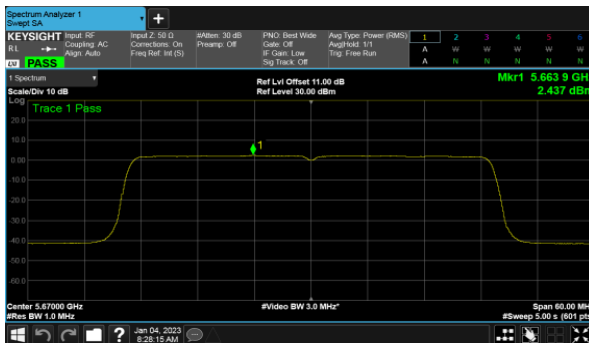 Spectrum Analyzer 1
Swept SA
+
KEYSIGHT
RL
LXI
PASS
Input: RF
Coupling: AC
Align: Auto
Input Z: 50 Ω
Corrections: On
Freq Ref: Int (S)
#Atten: 30 dB
Preamp: Off
PNO: Best Wide
Gate: Off
IF Gain: Low
Sig Track: Off
Avg Type: Power (RMS)
Avg|Hold: 1/1
Trig: Free Run
1 2 3 4 5 6
A W W W W W
A N N N N N
1 Spectrum
Scale/Div 10 dB
Ref Lvl Offset 11.00 dB
Ref Level 30.00 dBm
Mkr1 5.663 9 GH
2.437 dBm
Log
Trace 1 Pass
20.0
10.0
1
0.00
-10.0
-20.0
-30.0
-40.0
-50.0
-60.0
Center 5.67000 GHz
#Res BW 1.0 MHz
#Video BW 3.0 MHz*
Span 60.00 MH
#Sweep 5.00 s (601 pts
?
Jan 04, 2023
8:28:15 AM